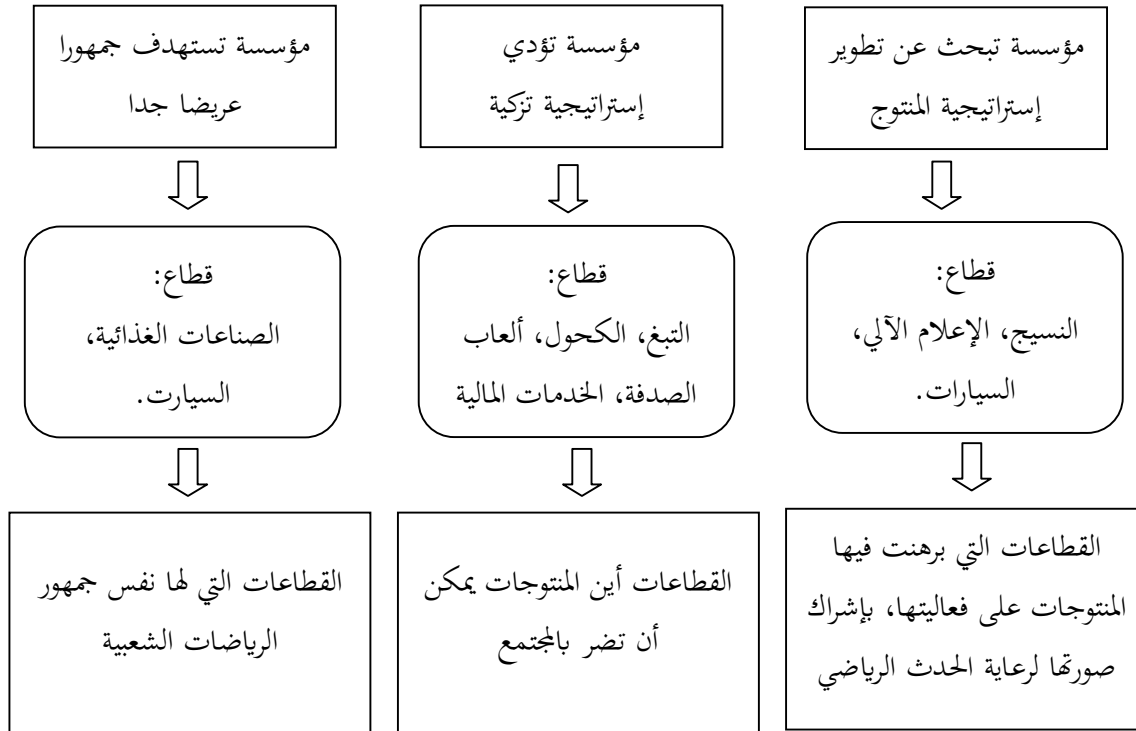 مؤسسة تبحث عن تطوير
إستراتيجية المنتوج
قطاع:
النسيج، الإعلام الآلي،
السيارات.
القطاعات التي برهنت فيها
المنتوجات على فعاليتها، بإشراك
صورتها لرعاية الحدث الرياضي
مؤسسة تؤدي
إستراتيجية تزكية
قطاع:
التبغ، الكحول، ألعاب
الصدفة، الخدمات المالية
القطاعات أين المنتوجات يمكن
أن تضر بالمجتمع
مؤسسة تستهدف جمهورا
عريضا جدا
قطاع:
الصناعات الغذائية،
السيارت.
القطاعات التي لها نفس جمهور
الرياضات الشعبية